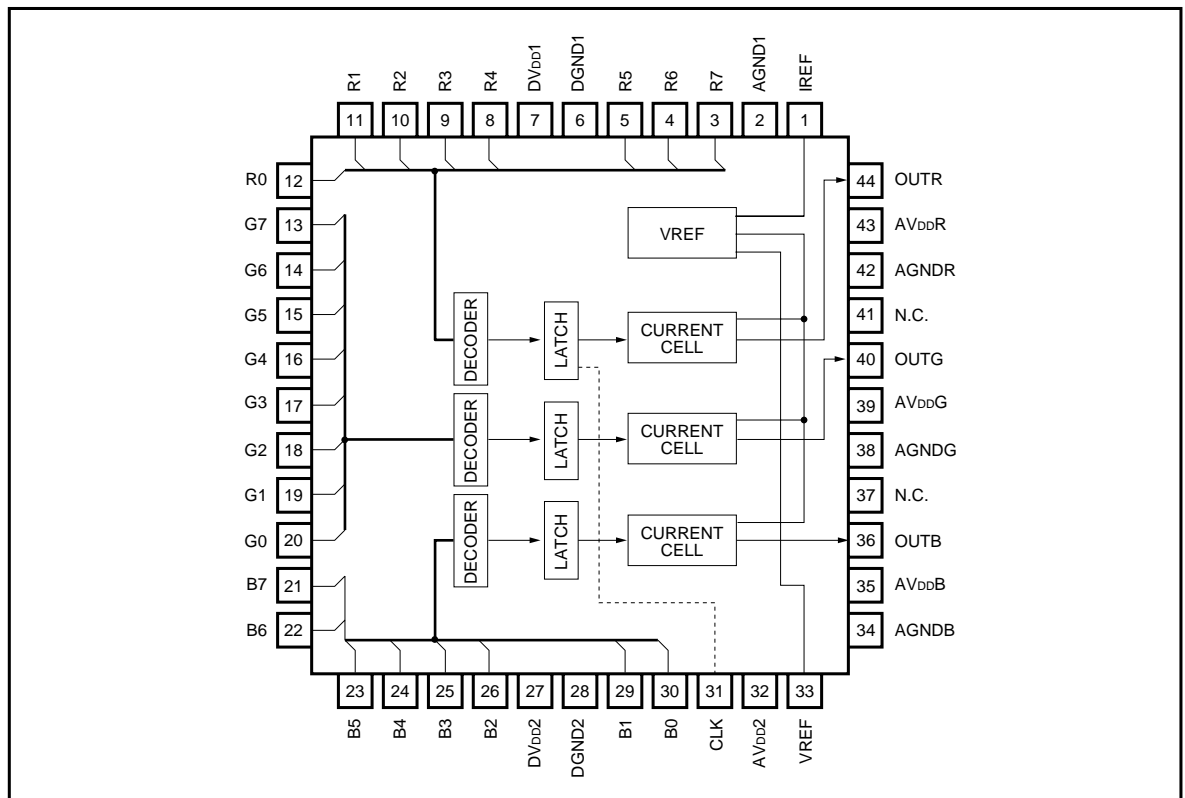 R1 R2 R3 R4 DVDD1 DGND1 R5 R6 R7 AGND1 IREF
11 10 9 8 7 6 5 4 3 2 1
R0 12
G7 13
G6 14
G5 15
G4 16
G3 17
G2 18
G1 19
G0 20
B7 21
B6 22
VREF
DECODER LATCH CURRENT CELL
DECODER LATCH CURRENT CELL
DECODER LATCH CURRENT CELL
44 OUTR
43 AVDDR
42 AGNDR
41 N.C.
40 OUTG
39 AVDDG
38 AGNDG
37 N.C.
36 OUTB
35 AVDDB
34 AGNDB
23 24 25 26 27 28 29 30 31 32 33
B5 B4 B3 B2 DVDD2 DGND2 B1 B0 CLK AVDD2 VREF